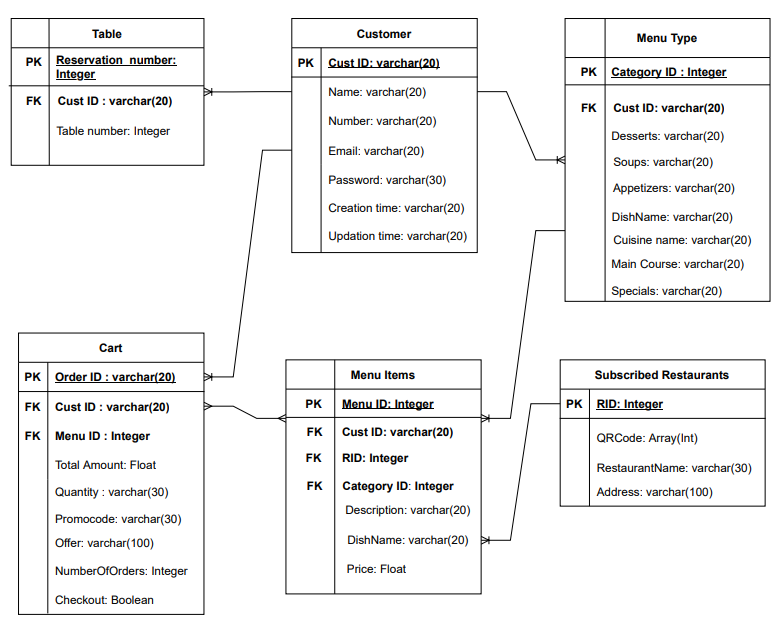 Table
PK Reservation_number: Integer
FK Cust ID : varchar(20)
Table number: Integer
Customer
PK Cust ID: varchar(20)
Name: varchar(20)
Number: varchar(20)
Email: varchar(20)
Password: varchar(30)
Creation time: varchar(20)
Updation time: varchar(20)
Menu Type
PK Category ID : Integer
FK Cust ID: varchar(20)
Desserts: varchar(20)
Soups: varchar(20)
Appetizers: varchar(20)
DishName: varchar(20)
Cuisine name: varchar(20)
Main Course: varchar(20)
Specials: varchar(20)
Cart
PK Order ID : varchar(20)
FK Cust ID : varchar(20)
FK Menu ID : Integer
Total Amount: Float
Quantity : varchar(30)
Promocode: varchar(30)
Offer: varchar(100)
NumberOfOrders: Integer
Checkout: Boolean
Menu Items
PK Menu ID: Integer
FK Cust ID: varchar(20)
FK RID: Integer
FK Category ID: Integer
Description: varchar(20)
DishName: varchar(20)
Price: Float
Subscribed Restaurants
PK RID: Integer
QRCode: Array(Int)
RestaurantName: varchar(30)
Address: varchar(100)